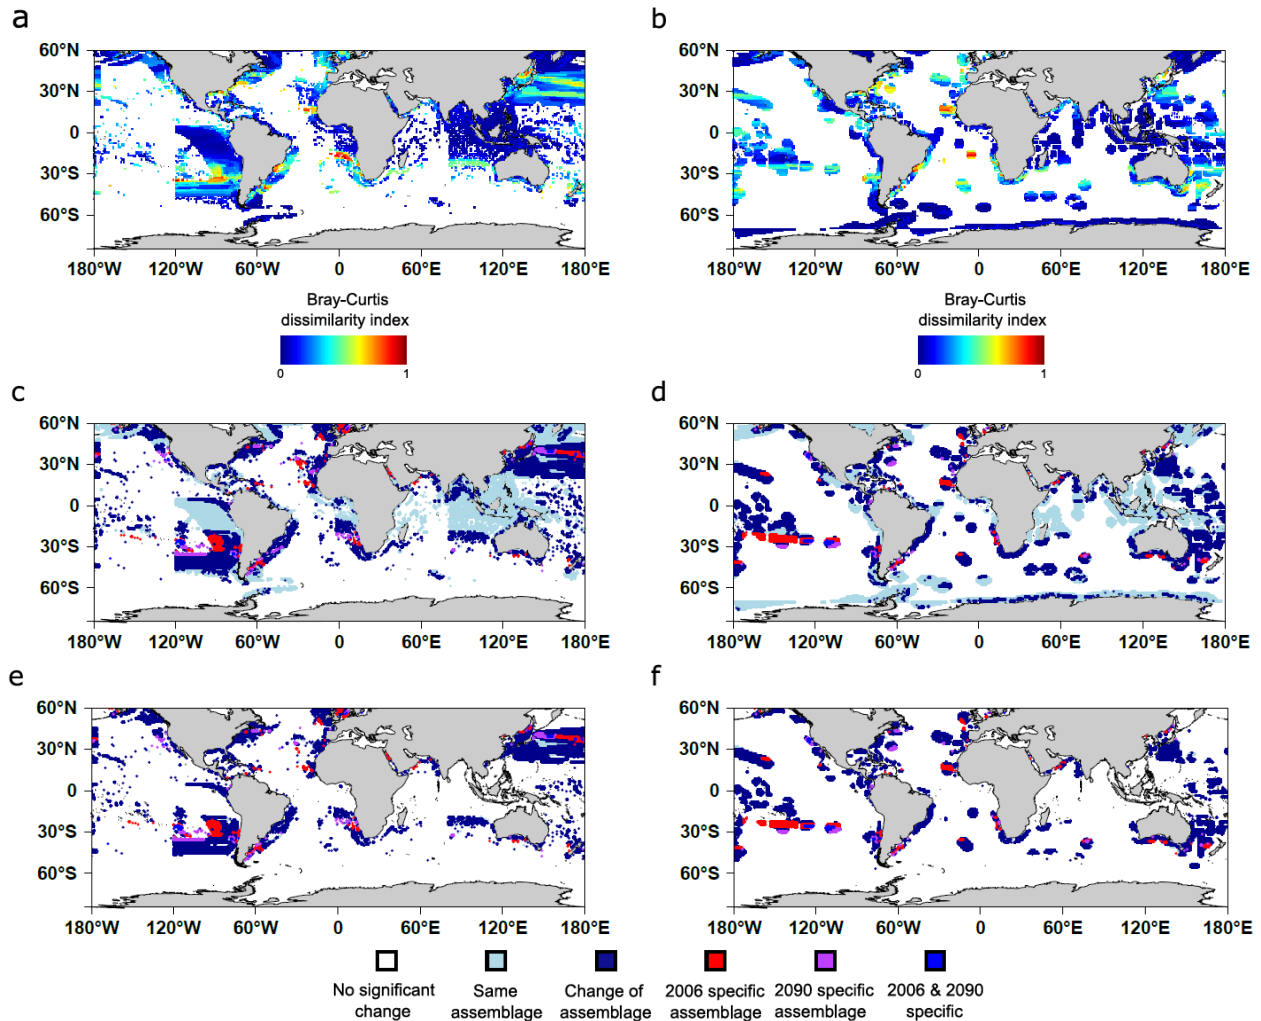 a
b
60°N
30°N
0
30°S
60°S
180°W 120°W 60°W 0 60°E 120°E 180°E
60°N
30°N
0
30°S
60°S
180°W 120°W 60°W 0 60°E 120°E 180°E
Bray-Curtis
dissimilarity index
0 1
Bray-Curtis
dissimilarity index
0 1
c
d
60°N
30°N
0
30°S
60°S
180°W 120°W 60°W 0 60°E 120°E 180°E
60°N
30°N
0
30°S
60°S
180°W 120°W 60°W 0 60°E 120°E 180°E
e
f
60°N
30°N
0
30°S
60°S
180°W 120°W 60°W 0 60°E 120°E 180°E
60°N
30°N
0
30°S
60°S
180°W 120°W 60°W 0 60°E 120°E 180°E
No significant
change
Same
assemblage
Change of
assemblage
2006 specific
assemblage
2090 specific
assemblage
2006 & 2090
specific